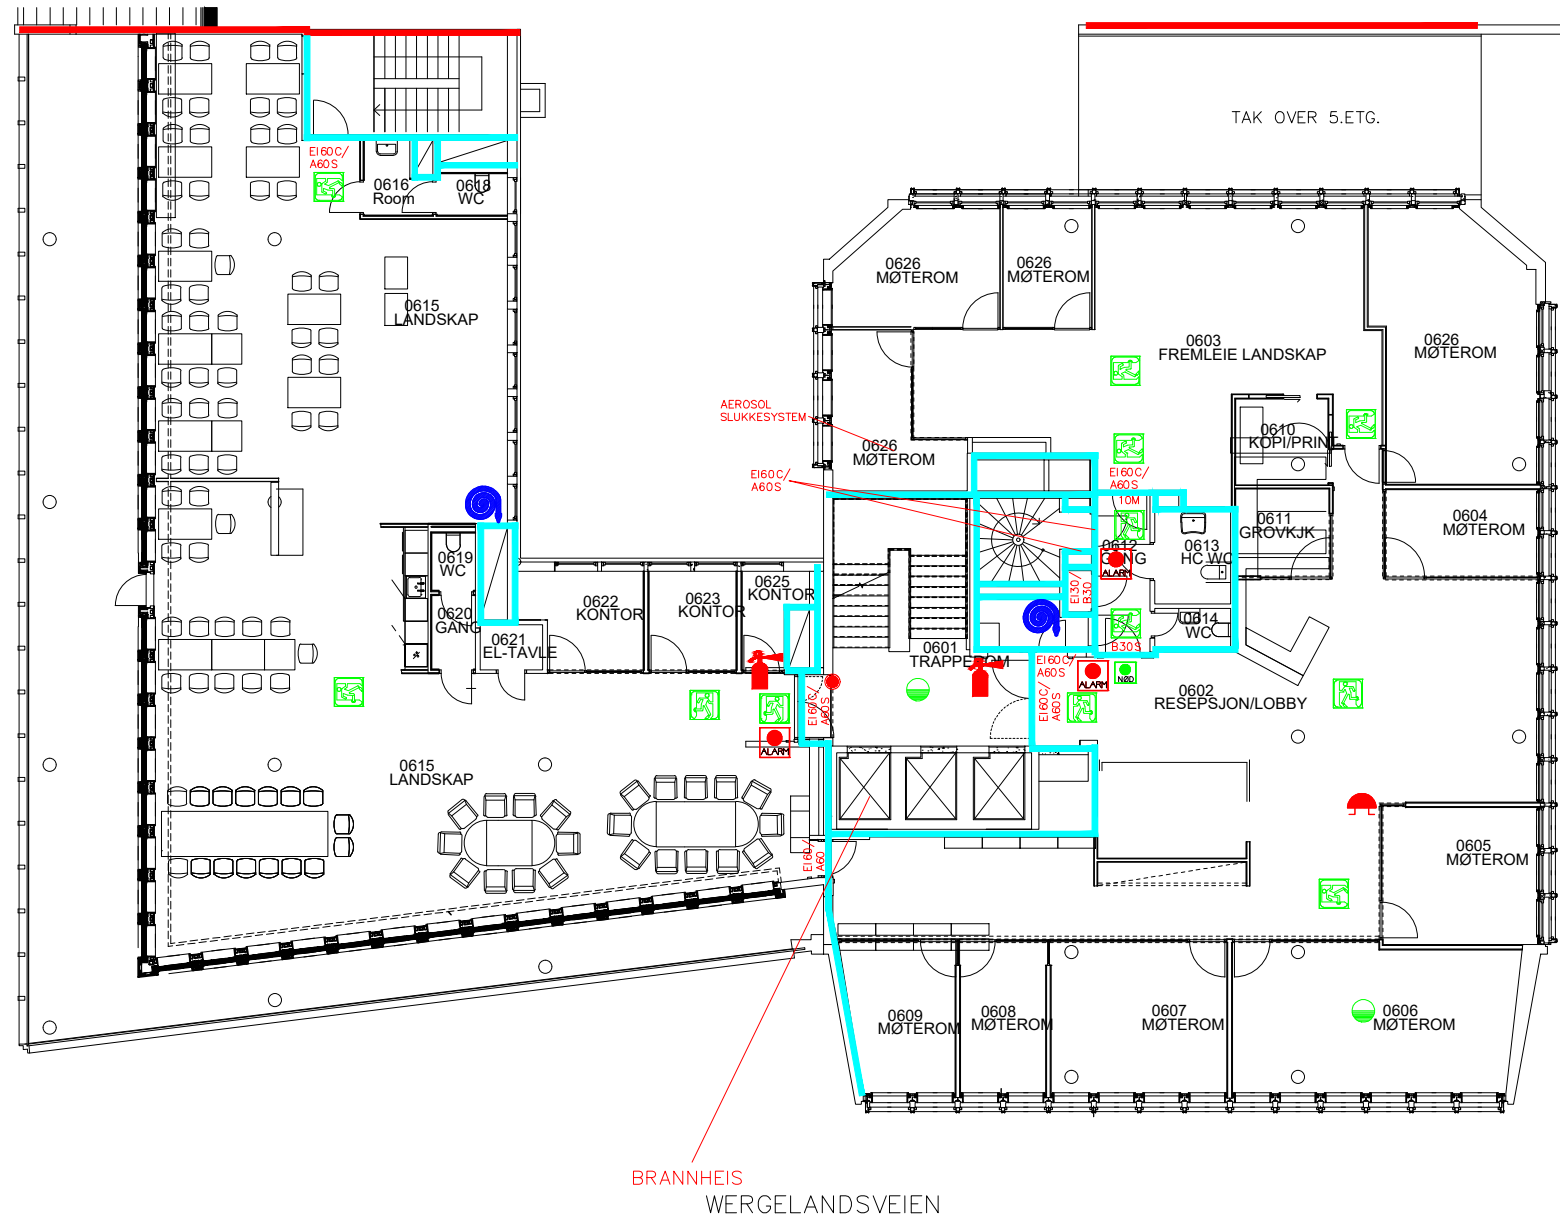 TAK OVER 5.ETG.
EI60C/
A60S
0616
Room
0618
WC
0615
LANDSKAP
0626
MØTEROM
0626
MØTEROM
0603
FREMLEIE LANDSKAP
0626
MØTEROM
AEROSOL
SLUKKESYSTEM
0626
MØTEROM
0610
KOPI/PRINT
EI60C/
A60S
EI60C/
A60S
10M
0611
GROVKJK
0604
MØTEROM
0612
GANG
0613
HC WC
ALARM
EI30/
B30
0619
WC
0620
GANG
0621
EL-TAVLE
0622
KONTOR
0623
KONTOR
0625
KONTOR
0614
WC
B30S
0601
TRAPPEROM
EI60C/
A60S
ALARM
NØD
0602
RESEPSJON/LOBBY
EI60C/
A60S
EI60C/
A60S
ALARM
0615
LANDSKAP
EI60/
A60
0605
MØTEROM
0609
MØTEROM
0608
MØTEROM
0607
MØTEROM
0606
MØTEROM
BRANNHEIS
WERGELANDSVEIEN